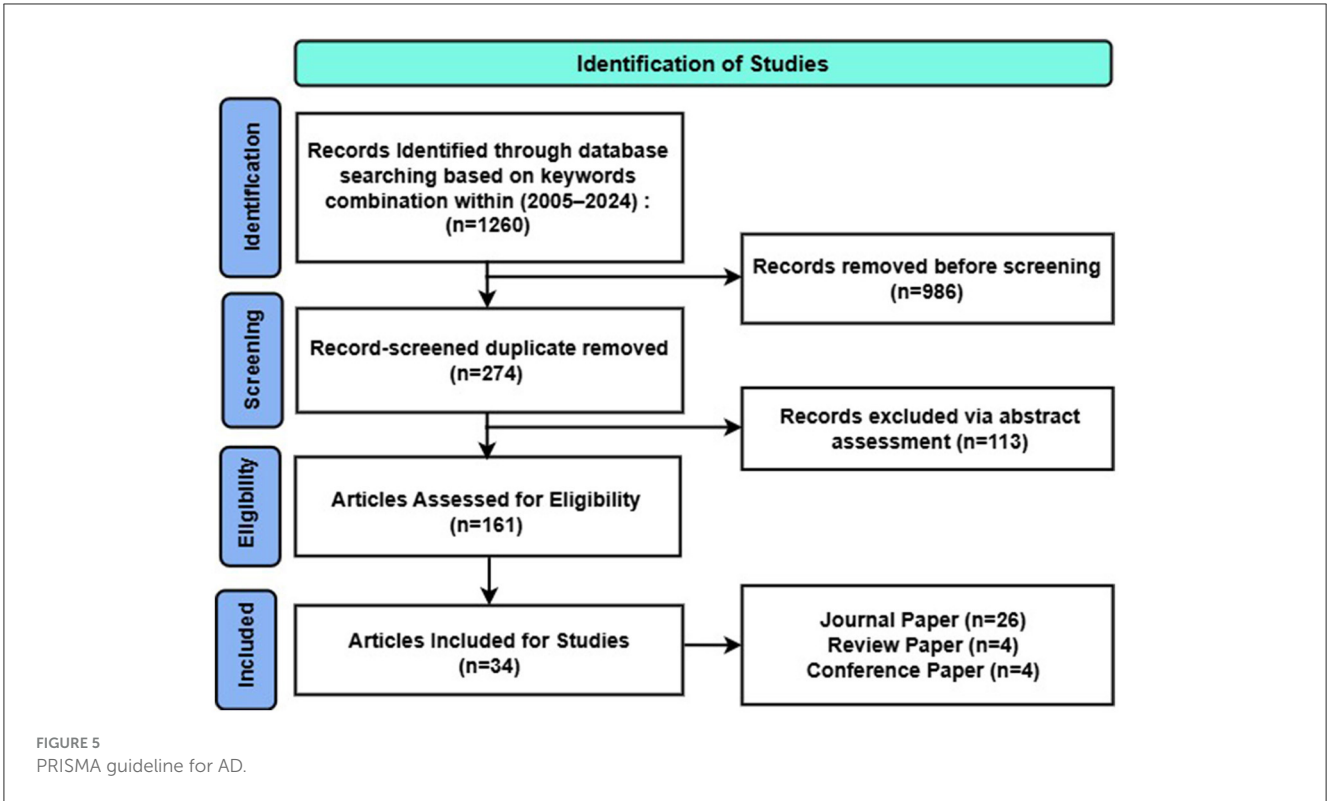 Identification of Studies
Identification
Records Identified through database
searching based on keywords
combination within (2005–2024) :
(n=1260)
Records removed before screening
(n=986)
Screening
Record-screened duplicate removed
(n=274)
Records excluded via abstract
assessment (n=113)
Eligibility
Articles Assessed for Eligibility
(n=161)
Included
Articles Included for Studies
(n=34)
Journal Paper (n=26)
Review Paper (n=4)
Conference Paper (n=4)
FIGURE 5
PRISMA guideline for AD.